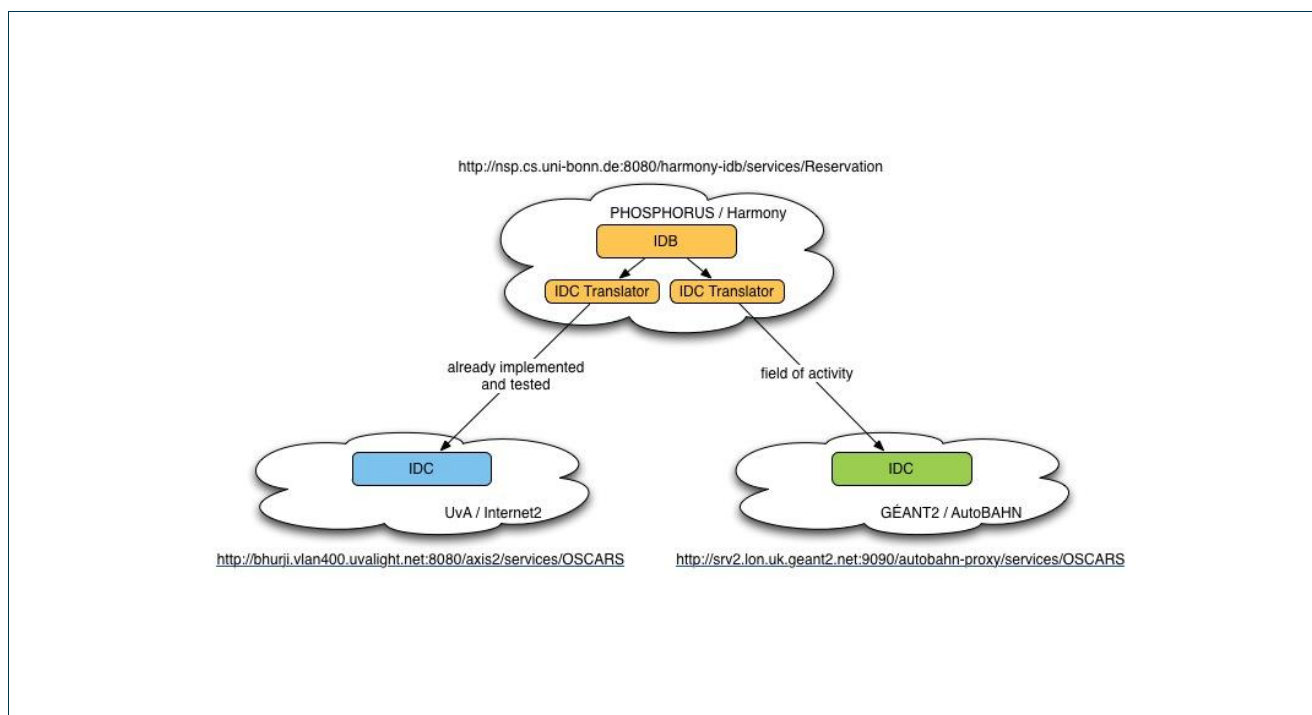 http://nsp.cs.uni-bonn.de:8080/harmony-idb/services/Reservation
PHOSPHORUS / Harmony
IDB
IDC Translator
IDC Translator
already implemented
and tested
field of activity
IDC
UvA / Internet2
IDC
GÉANT2 / AutoBAHN
http://bhurji.vlan400.uvalight.net:8080/axis2/services/OSCARS
http://srv2.lon.uk.geant2.net:9090/autobahn-proxy/services/OSCARS